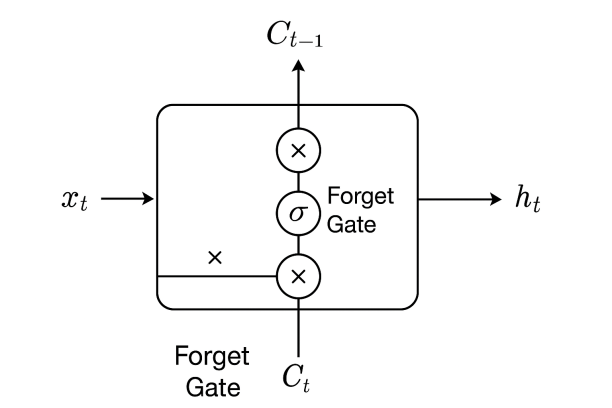 C_{t-1}
×
x_t
σ
Forget
Gate
h_t
×
×
Forget
Gate
C_t